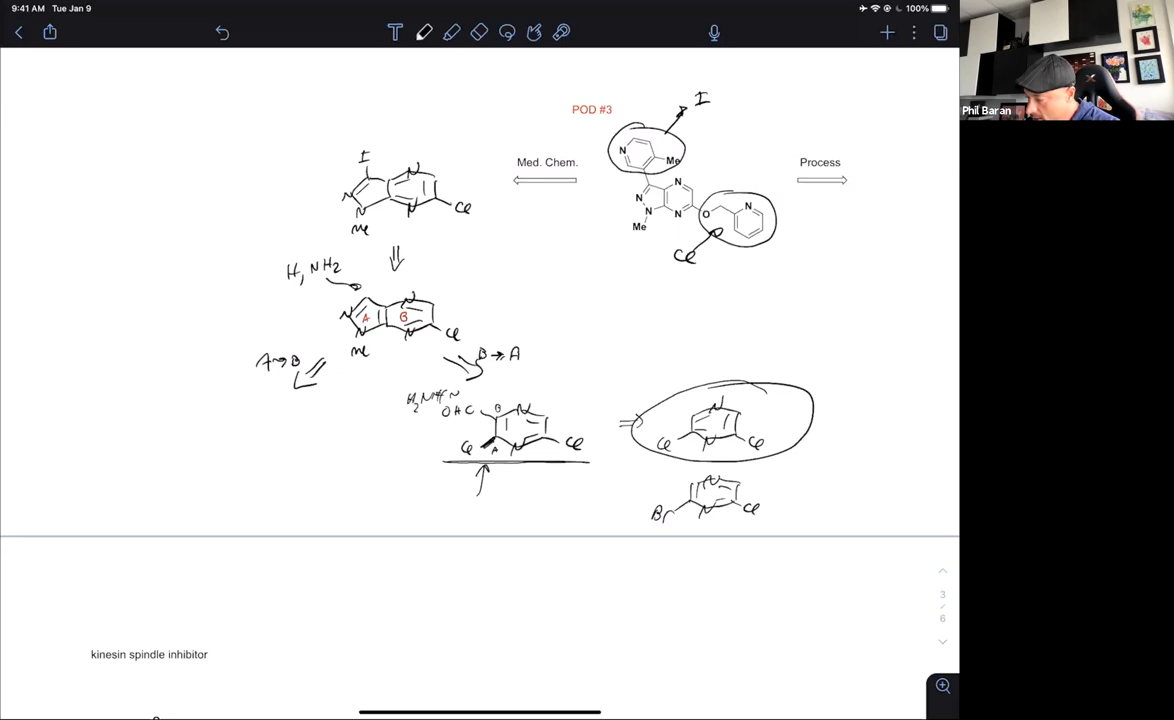 9:41 AM Tue Jan 9
100%
Phil Baran
I
POD #3
N
Me
Med. Chem.
Process
I
N
N
N
N
Cl
Me
N
N
N
N
N
Me
O
N
Cl
H, NH2
N
N
N
N
A
B
Cl
Me
A→B
B→A
H2NHN
OHC
B
N
Cl
A
N
Cl
N
Cl
N
Cl
N
Br
N
Cl
3
/
6
kinesin spindle inhibitor